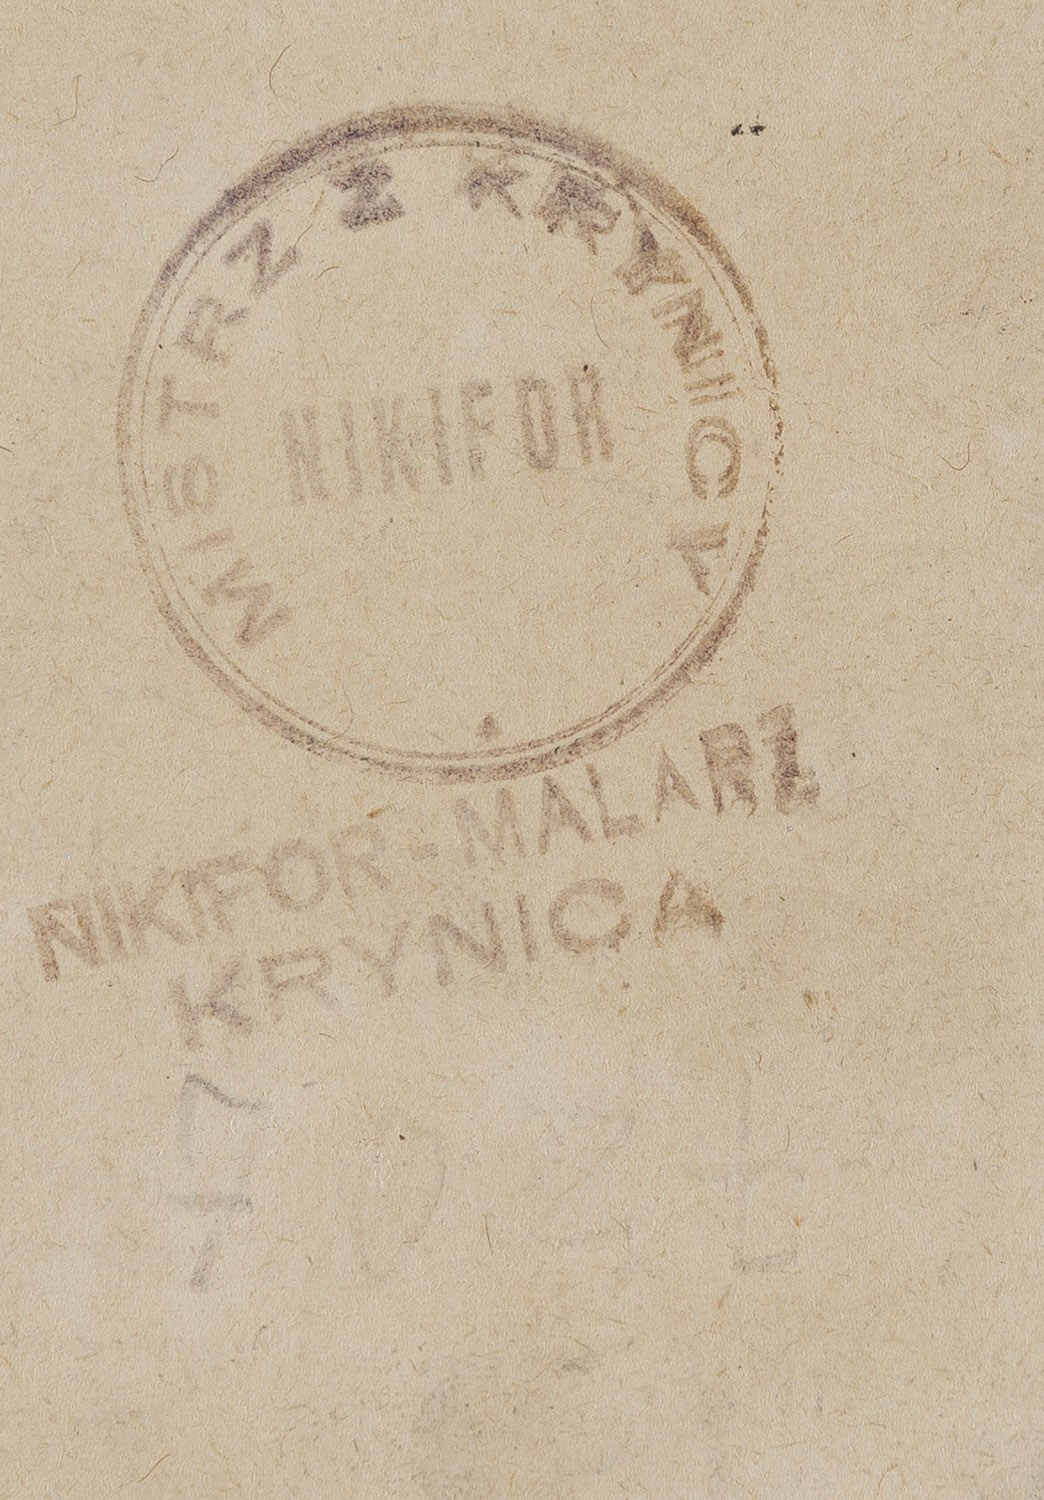 MISTRZ Z KRYNICY
NIKIFOR
NIKIFOR-MALARZ
KRYNICA